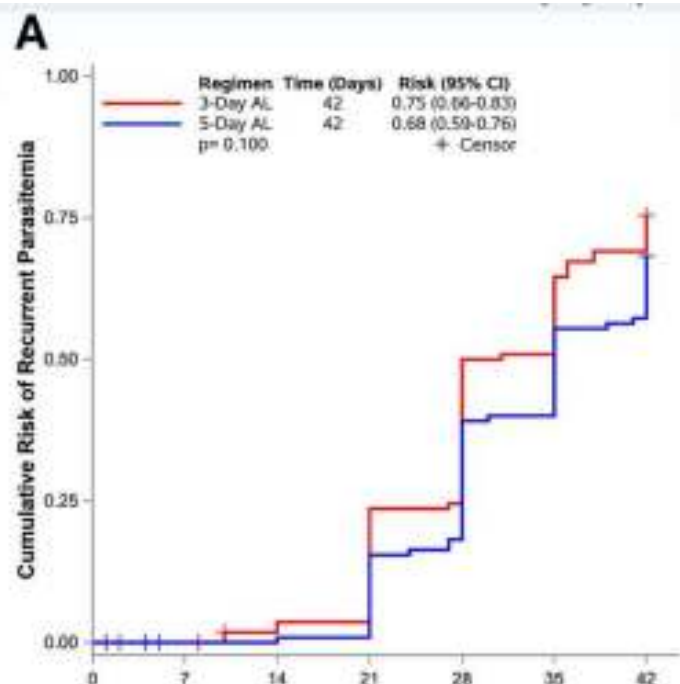 A
Regimen Time (Days) Risk (95% CI)
3-Day AL 42 0.75 (0.66-0.83)
5-Day AL 42 0.68 (0.59-0.76)
p= 0.100 + Censor
Cumulative Risk of Recurrent Parasitemia
1.00
0.75
0.50
0.25
0.00
0 7 14 21 28 35 42